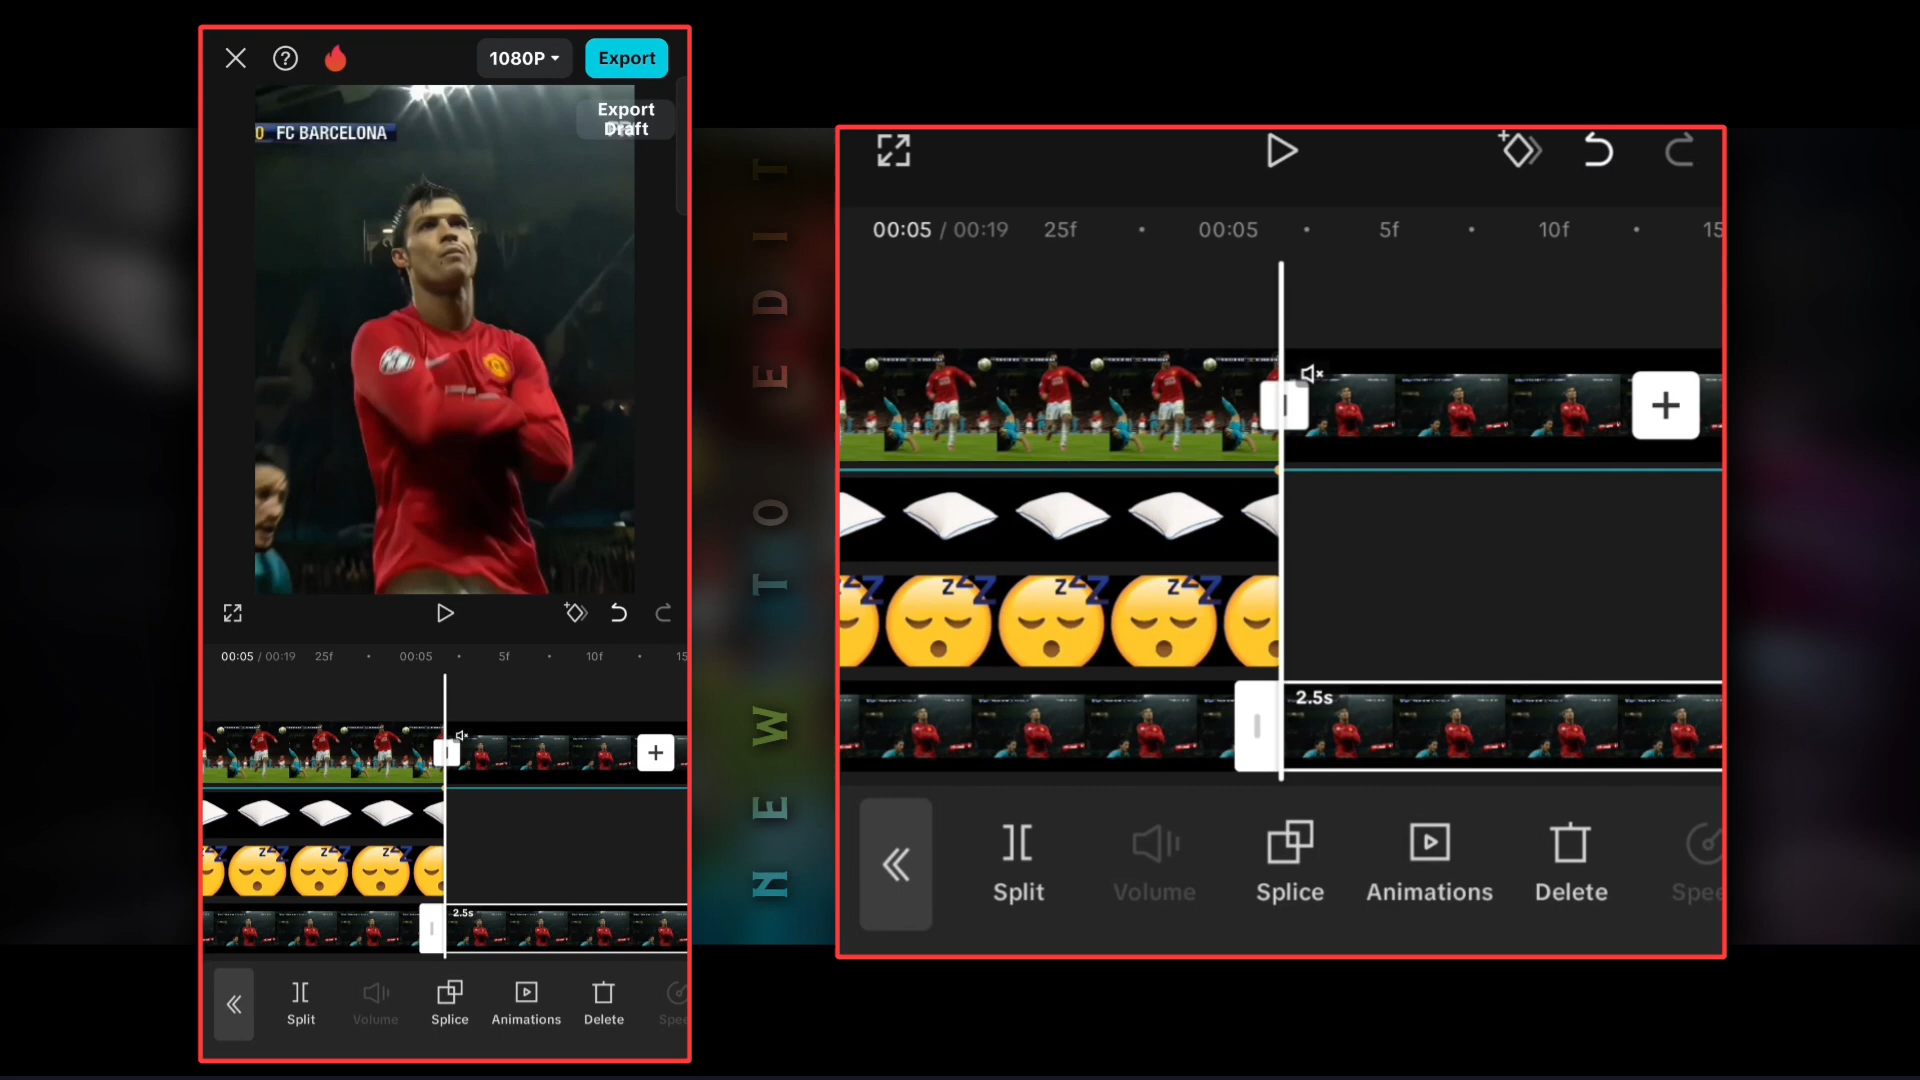 1080P
Export
Export
Draft
0 FC BARCELONA
00:05 / 00:19 25f 00:05 5f 10f 15
2.5s
Split Volume Splice Animations Delete Spee
NEW TO EDIT
00:05 / 00:19 25f 00:05 5f 10f 15
2.5s
Split Volume Splice Animations Delete Spee